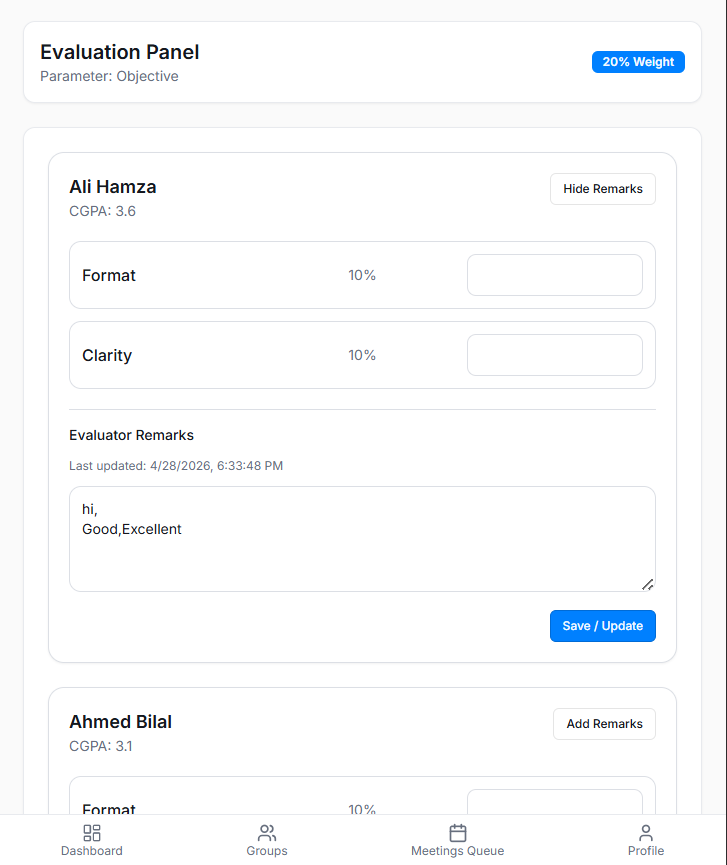 Evaluation Panel
Parameter: Objective
20% Weight
Ali Hamza
CGPA: 3.6
Hide Remarks
Format 10%
Clarity 10%
Evaluator Remarks
Last updated: 4/28/2026, 6:33:48 PM
hi,
Good,Excellent
Save / Update
Ahmed Bilal
CGPA: 3.1
Add Remarks
Format 10%
Dashboard Groups Meetings Queue Profile